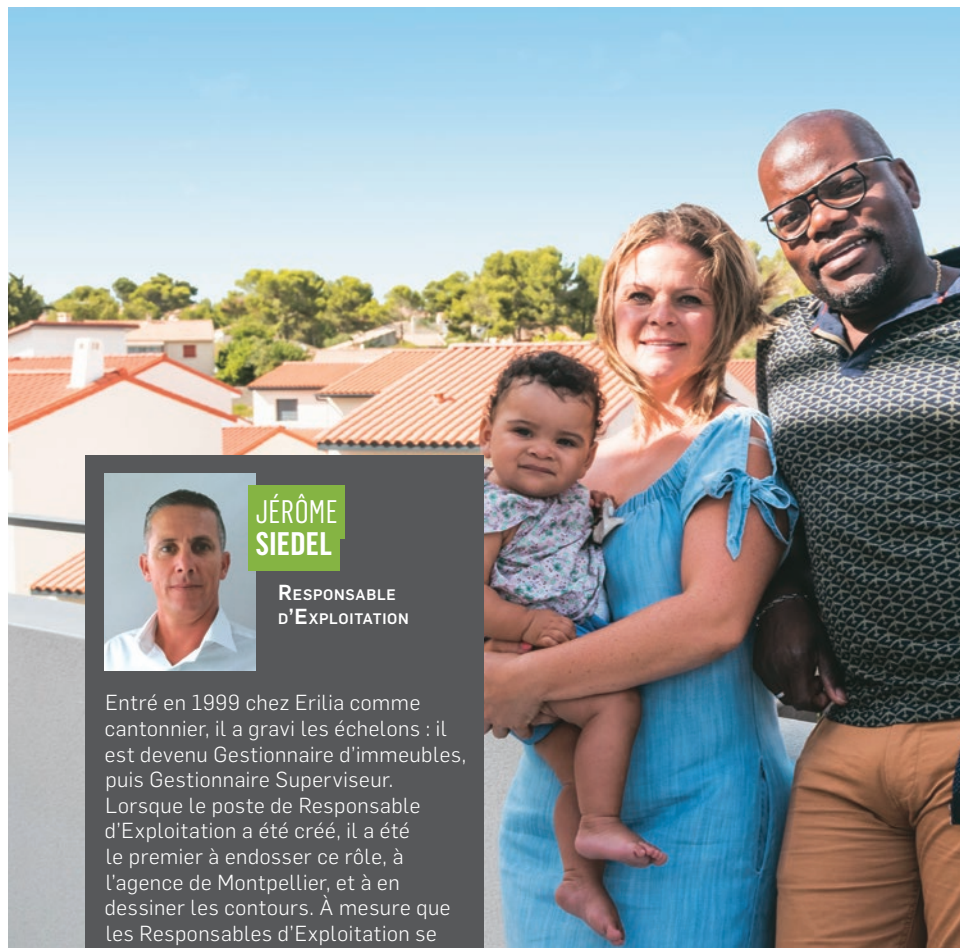 JÉRÔME
SIEDEL
RESPONSABLE
D'EXPLOITATION
Entré en 1999 chez Erilia comme
cantonnier, il a gravi les échelons : il
est devenu Gestionnaire d'immeubles,
puis Gestionnaire Superviseur.
Lorsque le poste de Responsable
d'Exploitation a été créé, il a été
le premier à endosser ce rôle, à
l'agence de Montpellier, et à en
dessiner les contours. À mesure que
les Responsables d'Exploitation se